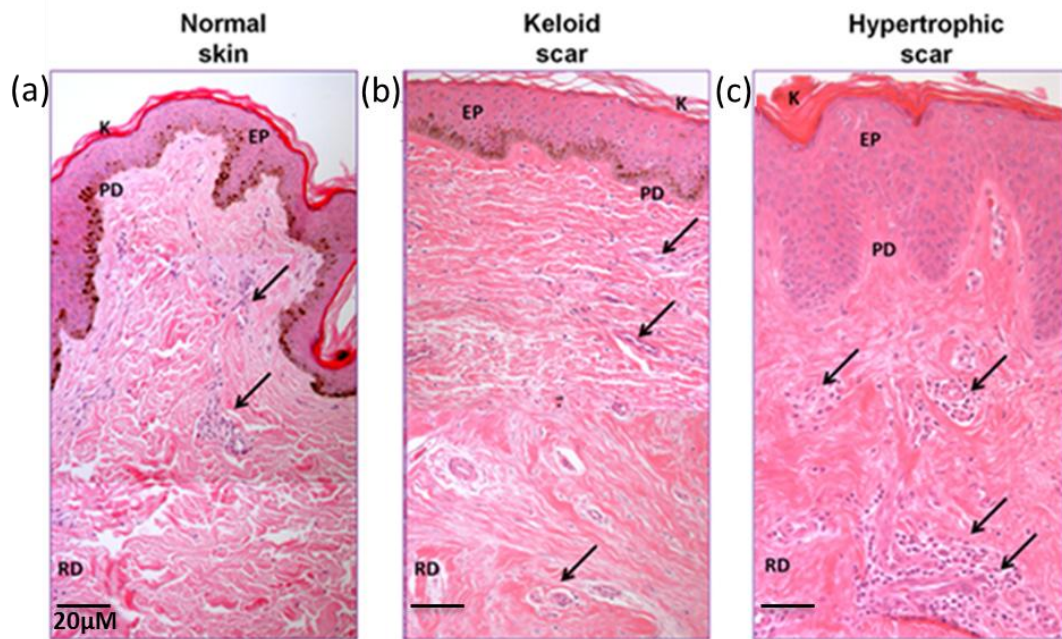 Normal
skin
Keloid
scar
Hypertrophic
scar
(a)
K
EP
PD
RD
20µM
(b)
K
EP
PD
RD
(c)
K
EP
PD
RD